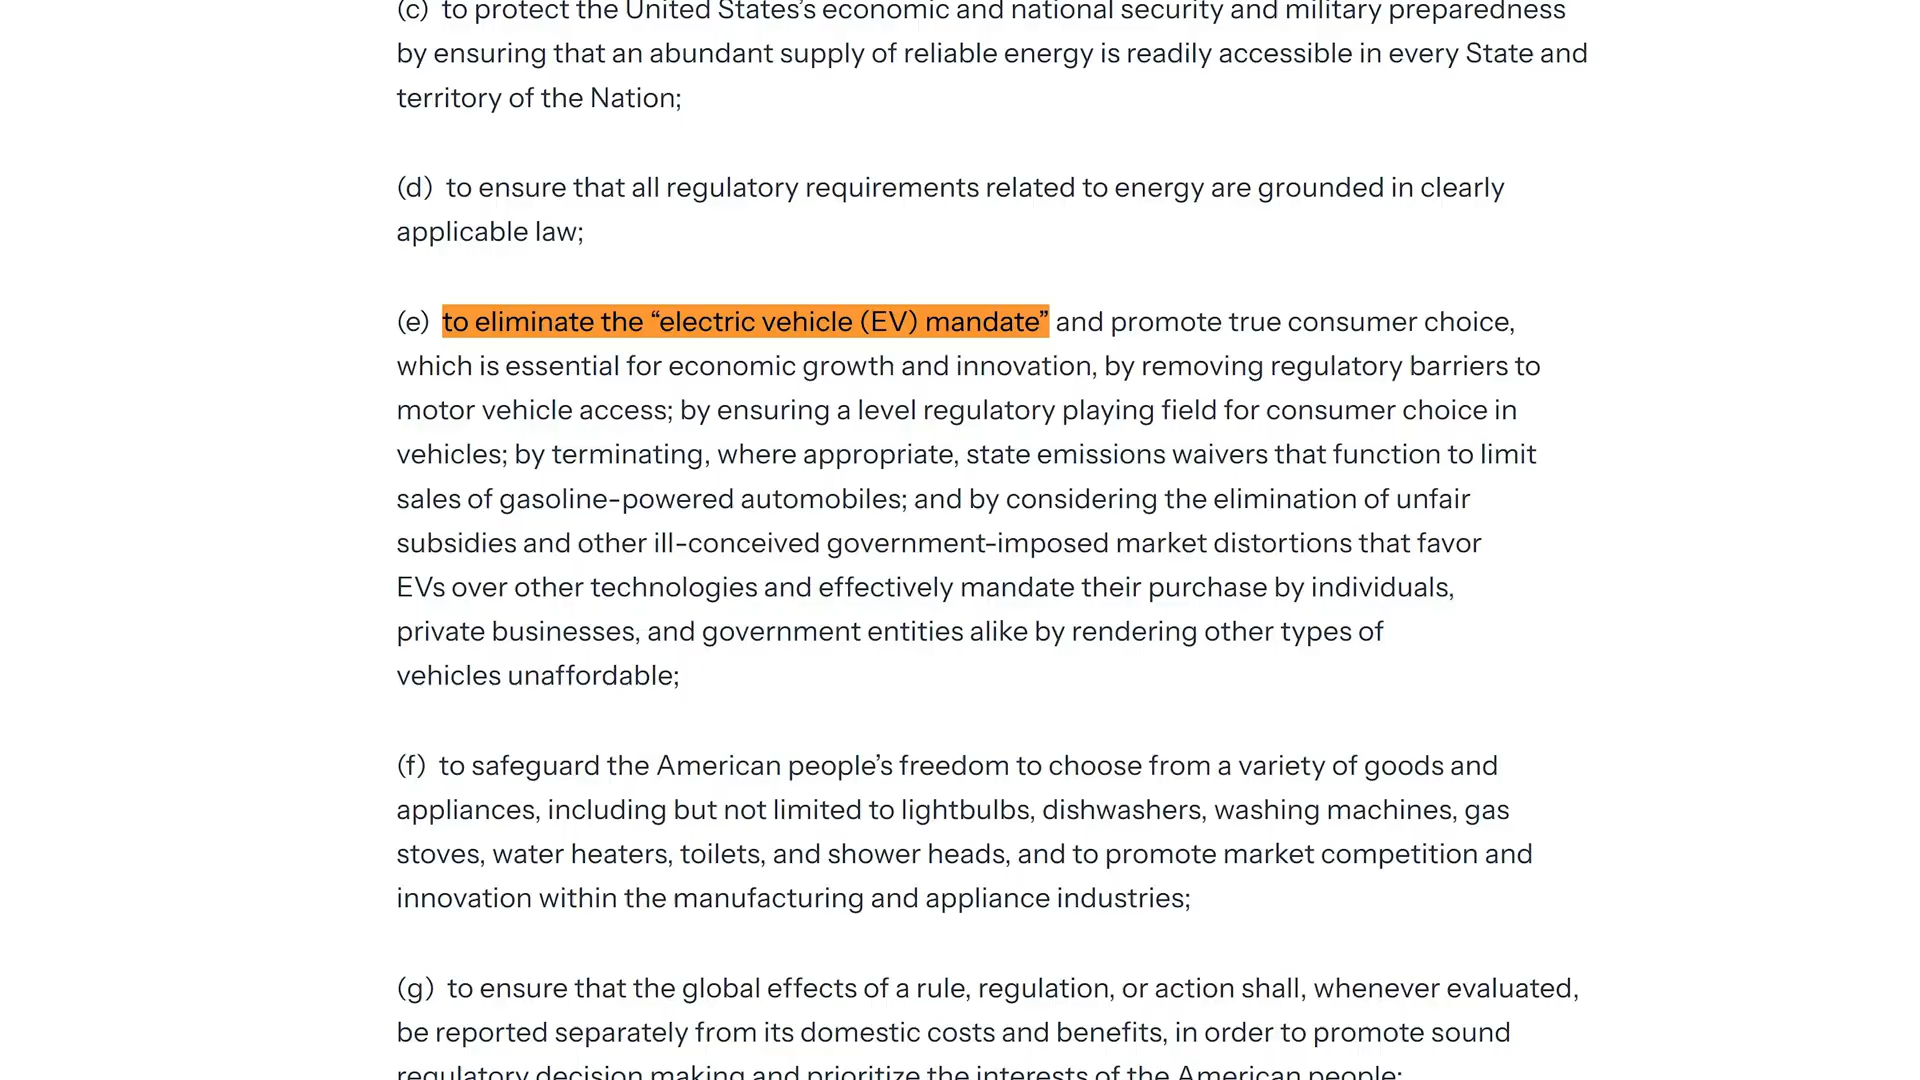 (c) to protect the United States’s economic and national security and military preparedness
by ensuring that an abundant supply of reliable energy is readily accessible in every State and
territory of the Nation;
(d) to ensure that all regulatory requirements related to energy are grounded in clearly
applicable law;
(e) to eliminate the “electric vehicle (EV) mandate” and promote true consumer choice,
which is essential for economic growth and innovation, by removing regulatory barriers to
motor vehicle access; by ensuring a level regulatory playing field for consumer choice in
vehicles; by terminating, where appropriate, state emissions waivers that function to limit
sales of gasoline-powered automobiles; and by considering the elimination of unfair
subsidies and other ill-conceived government-imposed market distortions that favor
EVs over other technologies and effectively mandate their purchase by individuals,
private businesses, and government entities alike by rendering other types of
vehicles unaffordable;
(f) to safeguard the American people’s freedom to choose from a variety of goods and
appliances, including but not limited to lightbulbs, dishwashers, washing machines, gas
stoves, water heaters, toilets, and shower heads, and to promote market competition and
innovation within the manufacturing and appliance industries;
(g) to ensure that the global effects of a rule, regulation, or action shall, whenever evaluated,
be reported separately from its domestic costs and benefits, in order to promote sound
regulatory decision making and prioritize the interests of the American people;